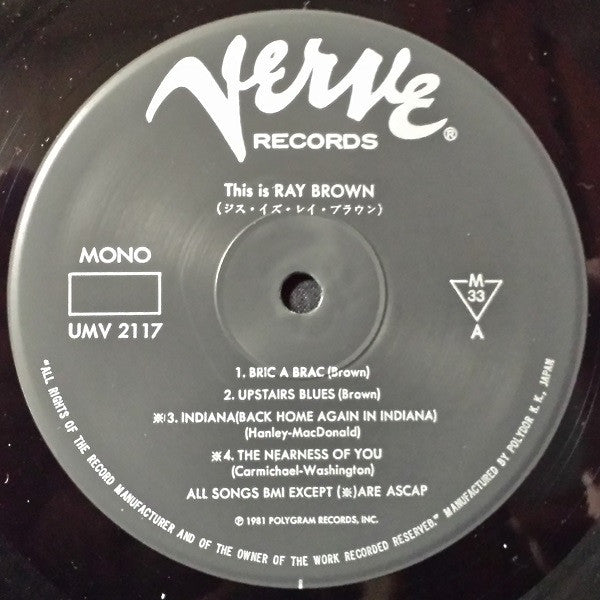 Verve®
RECORDS
This is RAY BROWN
(ジス・イズ・レイ・ブラウン)
MONO
UMV 2117
M
33
A
1. BRIC A BRAC (Brown)
2. UPSTAIRS BLUES (Brown)
※3. INDIANA(BACK HOME AGAIN IN INDIANA)
(Hanley-MacDonald)
※4. THE NEARNESS OF YOU
(Carmichael-Washington)
ALL SONGS BMI EXCEPT (※)ARE ASCAP
℗ 1981 POLYGRAM RECORDS, INC.
"ALL RIGHTS OF THE RECORD MANUFACTURER AND OF THE OWNER OF THE WORK RECORDED RESERVEB." MANUFACTURED BY POLYDOR K. K., JAPAN